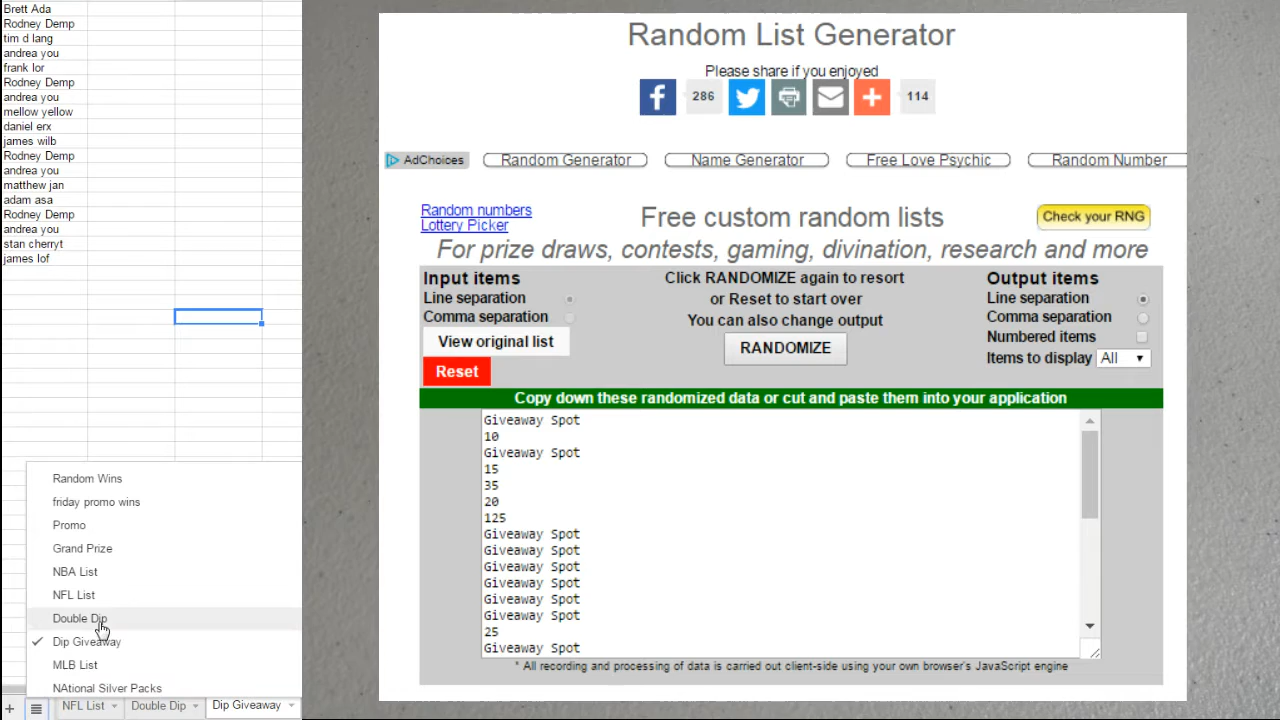 Brett Ada
Rodney Demp
tim d lang
andrea you
frank lor
Rodney Demp
andrea you
mellow yellow
daniel erx
james wilb
Rodney Demp
andrea you
matthew jan
adam asa
Rodney Demp
andrea you
stan cherryt
james lof
Random Wins
friday promo wins
Promo
Grand Prize
NBA List
NFL List
Double Dip
Dip Giveaway
MLB List
NAtional Silver Packs
+ NFL List Double Dip Dip Giveaway
Random List Generator
Please share if you enjoyed
286 114
AdChoices Random Generator Name Generator Free Love Psychic Random Number
Random numbers
Lottery Picker
Free custom random lists
Check your RNG
For prize draws, contests, gaming, divination, research and more
Input items
Line separation
Comma separation
View original list
Reset
Click RANDOMIZE again to resort
or Reset to start over
You can also change output
RANDOMIZE
Output items
Line separation
Comma separation
Numbered items
Items to display All
Copy down these randomized data or cut and paste them into your application
Giveaway Spot
10
Giveaway Spot
15
35
20
125
Giveaway Spot
Giveaway Spot
Giveaway Spot
Giveaway Spot
Giveaway Spot
Giveaway Spot
25
Giveaway Spot
* All recording and processing of data is carried out client-side using your own browser's JavaScript engine